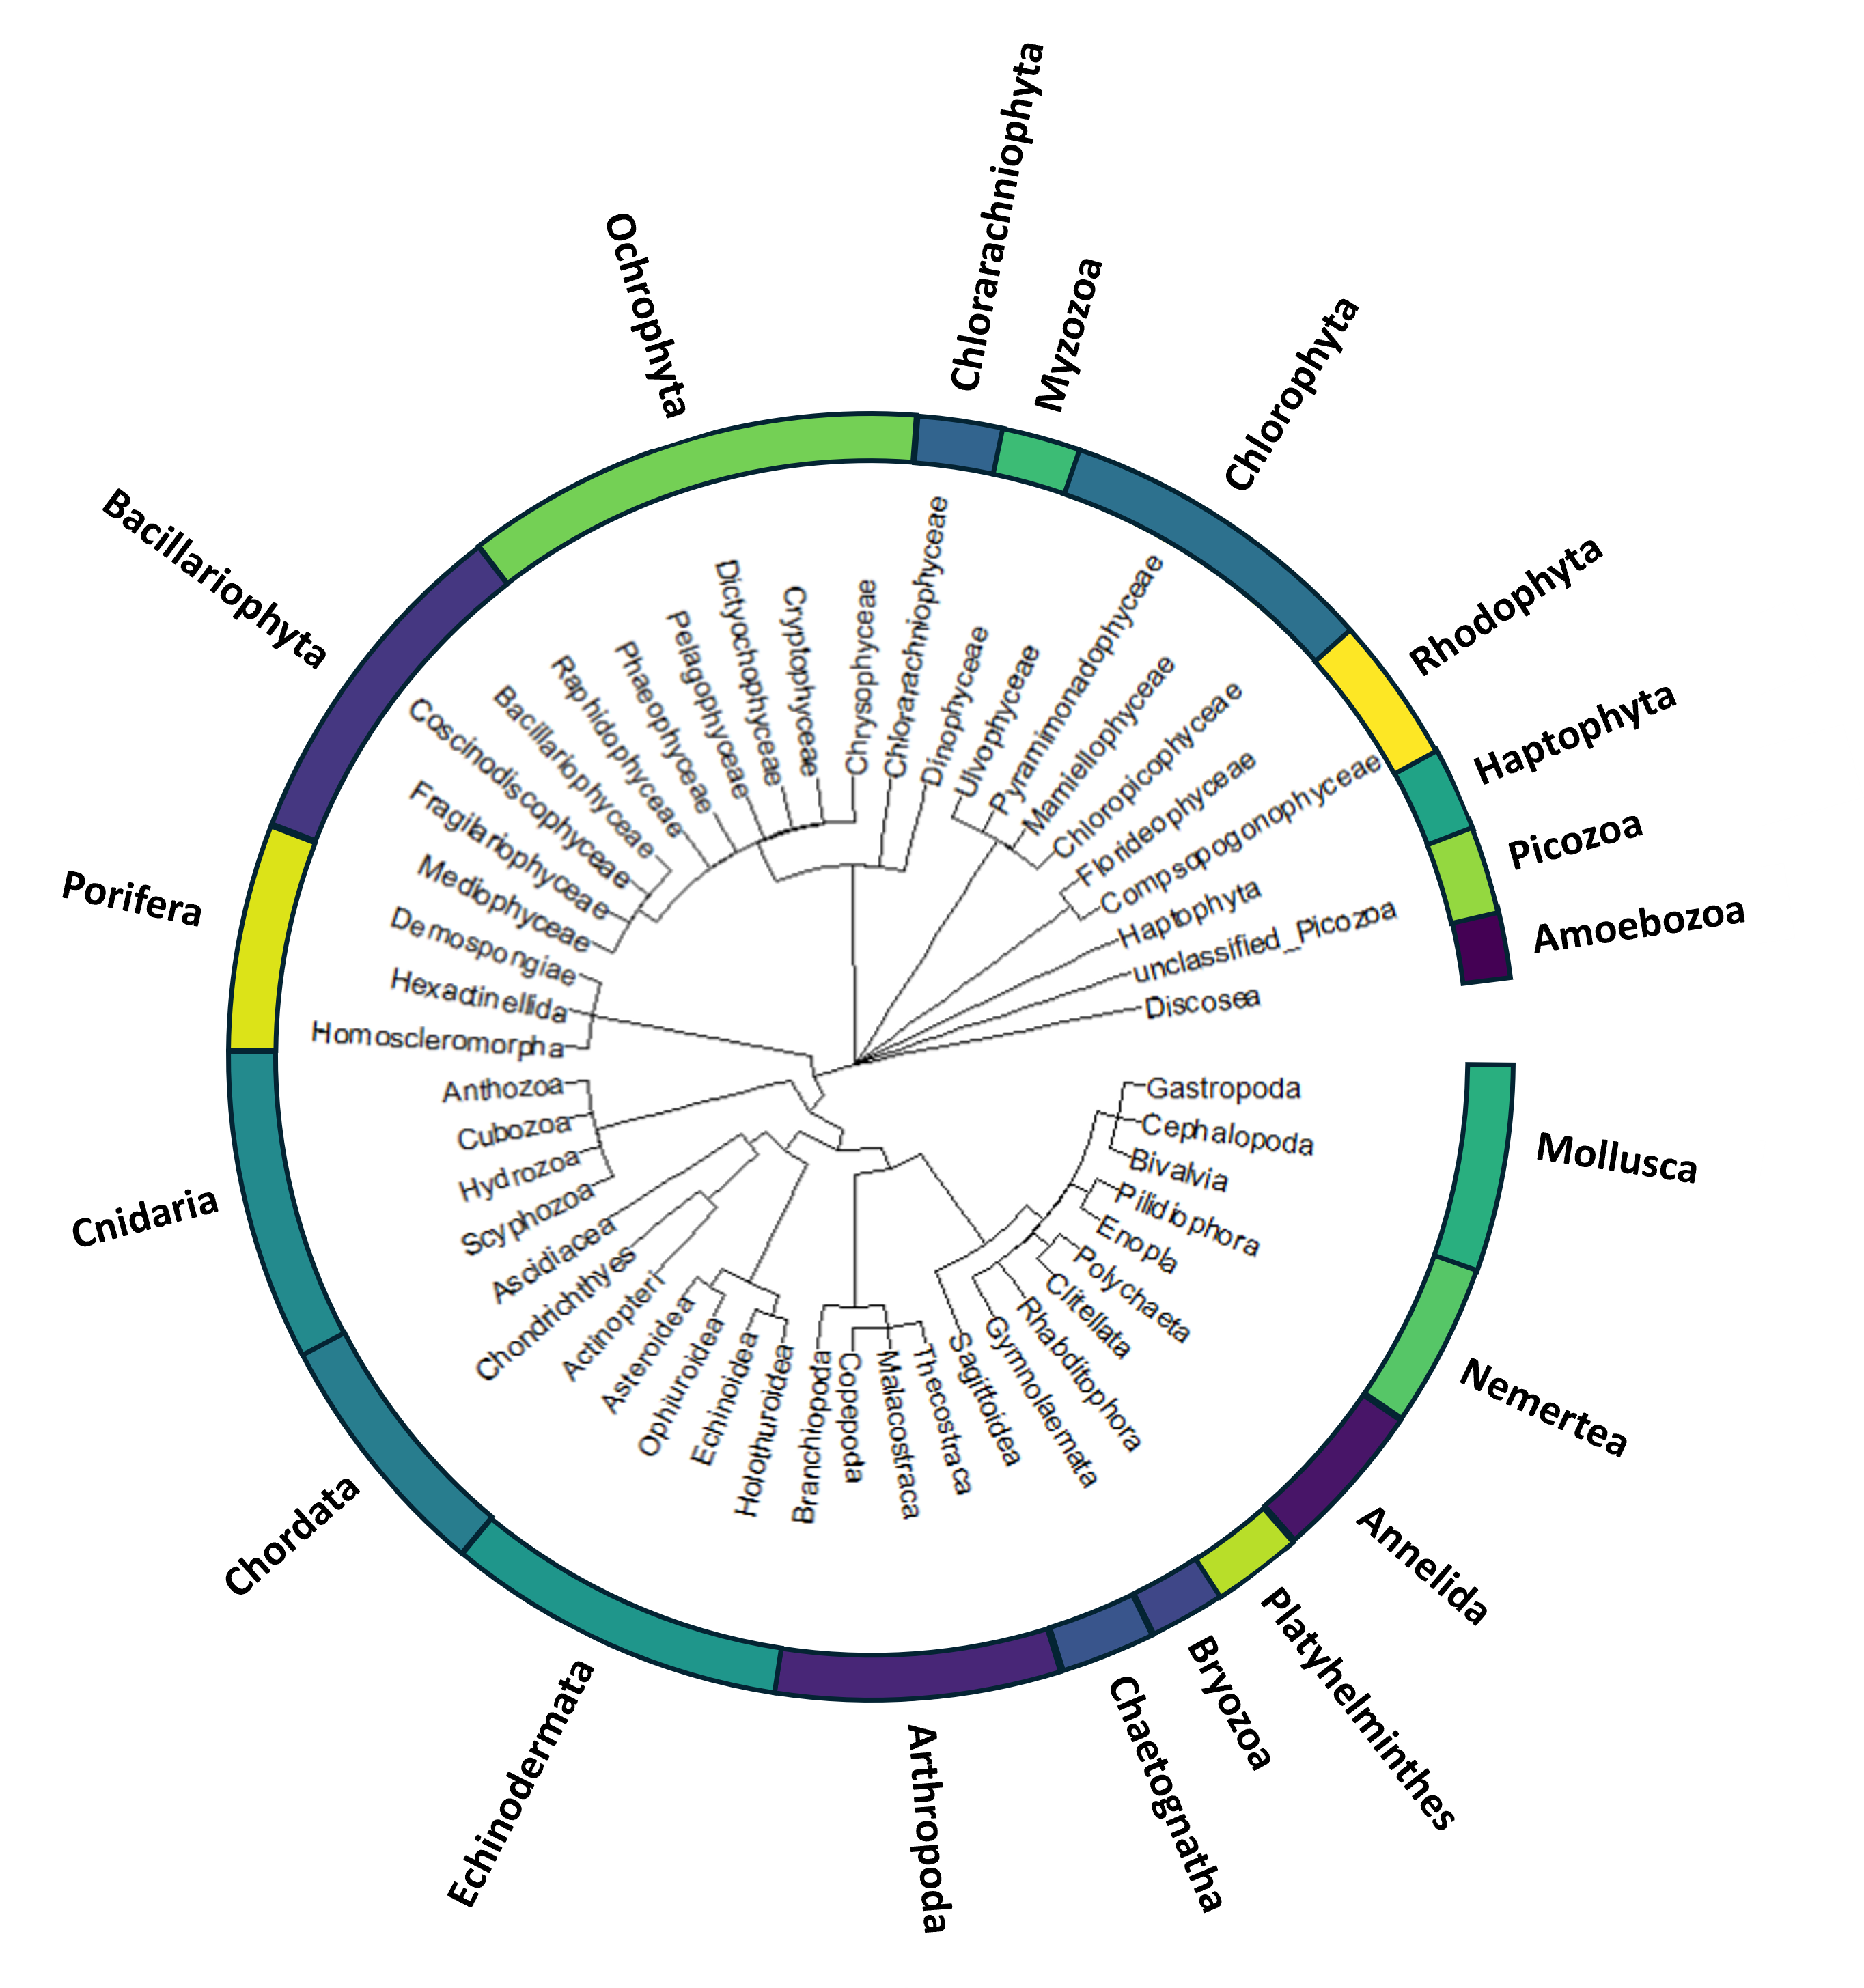 Chlorarachniophyta
Myzozoa
Chlorophyta
Rhodophyta
Haptophyta
Picozoa
Amoebozoa
Mollusca
Nemertea
Annelida
Platyhelminthes
Bryozoa
Chaetognatha
Arthropoda
Echinodermata
Chordata
Cnidaria
Porifera
Bacillariophyta
Ochrophyta
Chlorarachniophyceae
Dinophyceae
Ulvophyceae
Pyramimonadophyceae
Mamiellophyceae
Chloropicophyceae
Florideophyceae
Compsopogonophyceae
Haptophyta
unclassified_Picozoa
Discosea
Gastropoda
Cephalopoda
Bivalvia
Pilidiophora
Enopla
Polychaeta
Clitellata
Rhabditophora
Gymnolaemata
Sagittoidea
Thecostraca
Malacostraca
Copepoda
Branchiopoda
Holothuroidea
Echinoidea
Ophiuroidea
Asteroidea
Actinopteri
Chondrichthyes
Ascidiacea
Scyphozoa
Hydrozoa
Cubozoa
Anthozoa
Homoscleromorpha
Hexactinellida
Demospongiae
Mediophyceae
Fragilariophyceae
Coscinodiscophyceae
Bacillariophyceae
Raphidophyceae
Phaeophyceae
Pelagophyceae
Dictyochophyceae
Cryptophyceae
Chrysophyceae